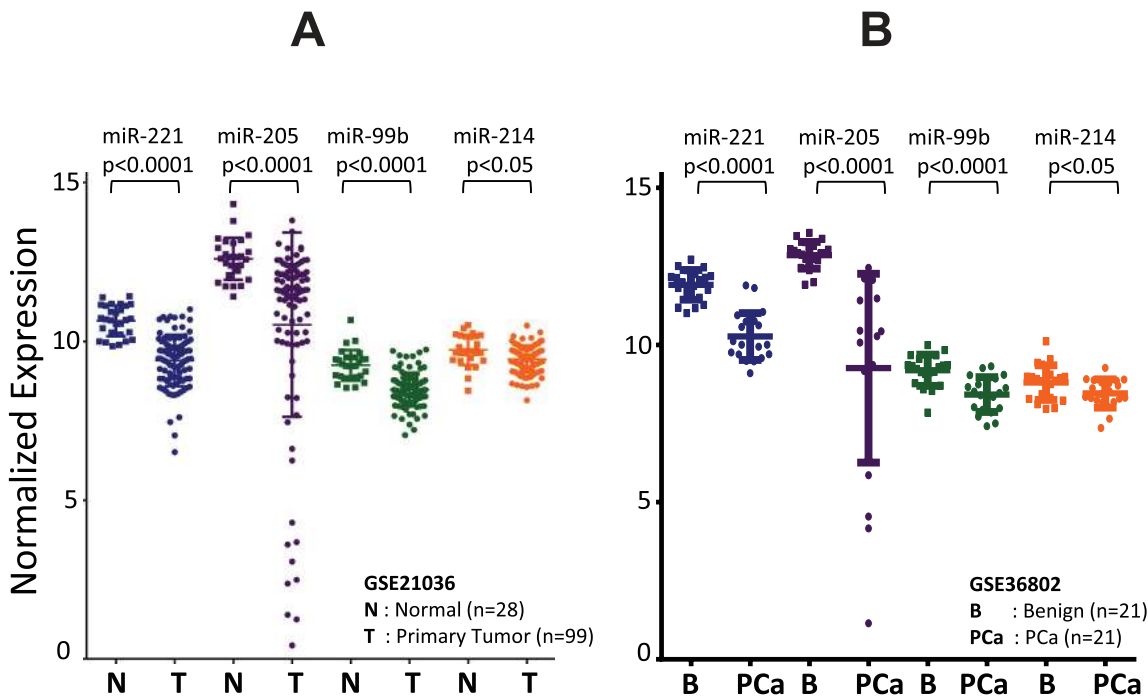 A
B
miR-221 miR-205 miR-99b miR-214
p<0.0001 p<0.0001 p<0.0001 p<0.05
15
10
5
0
Normalized Expression
GSE21036
N : Normal (n=28)
T : Primary Tumor (n=99)
N T N T N T N T
miR-221 miR-205 miR-99b miR-214
p<0.0001 p<0.0001 p<0.0001 p<0.05
15
10
5
0
GSE36802
B : Benign (n=21)
PCa : PCa (n=21)
B PCa B PCa B PCa B PCa